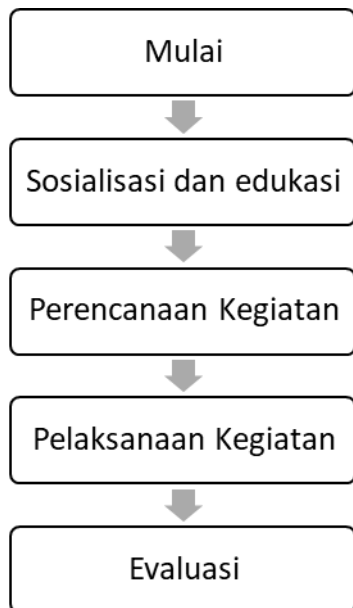 Mulai
Sosialisasi dan edukasi
Perencanaan Kegiatan
Pelaksanaan Kegiatan
Evaluasi